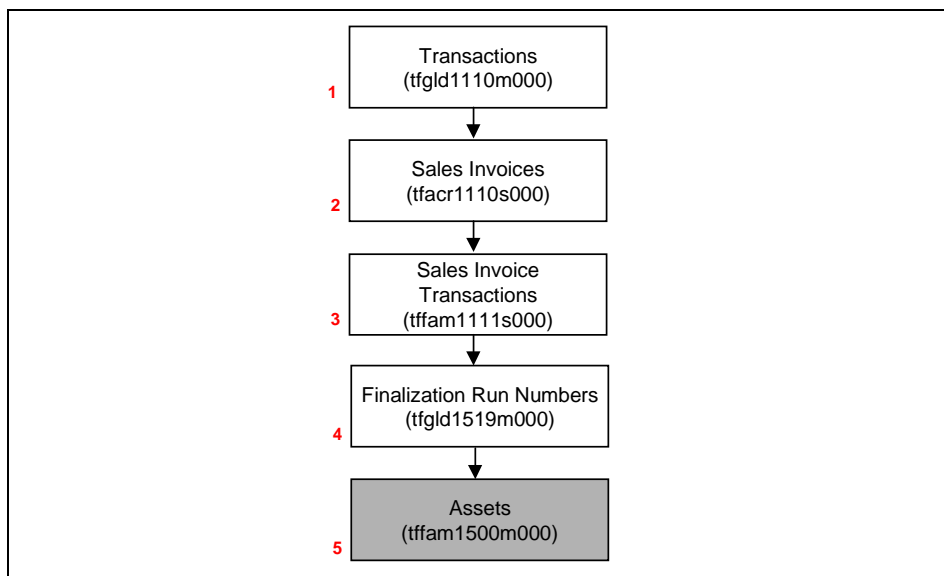 Transactions
(tfgld1110m000)
1
Sales Invoices
(tfacr1110s000)
2
Sales Invoice
Transactions
(tffam1111s000)
3
Finalization Run Numbers
(tfgld1519m000)
4
Assets
(tffam1500m000)
5